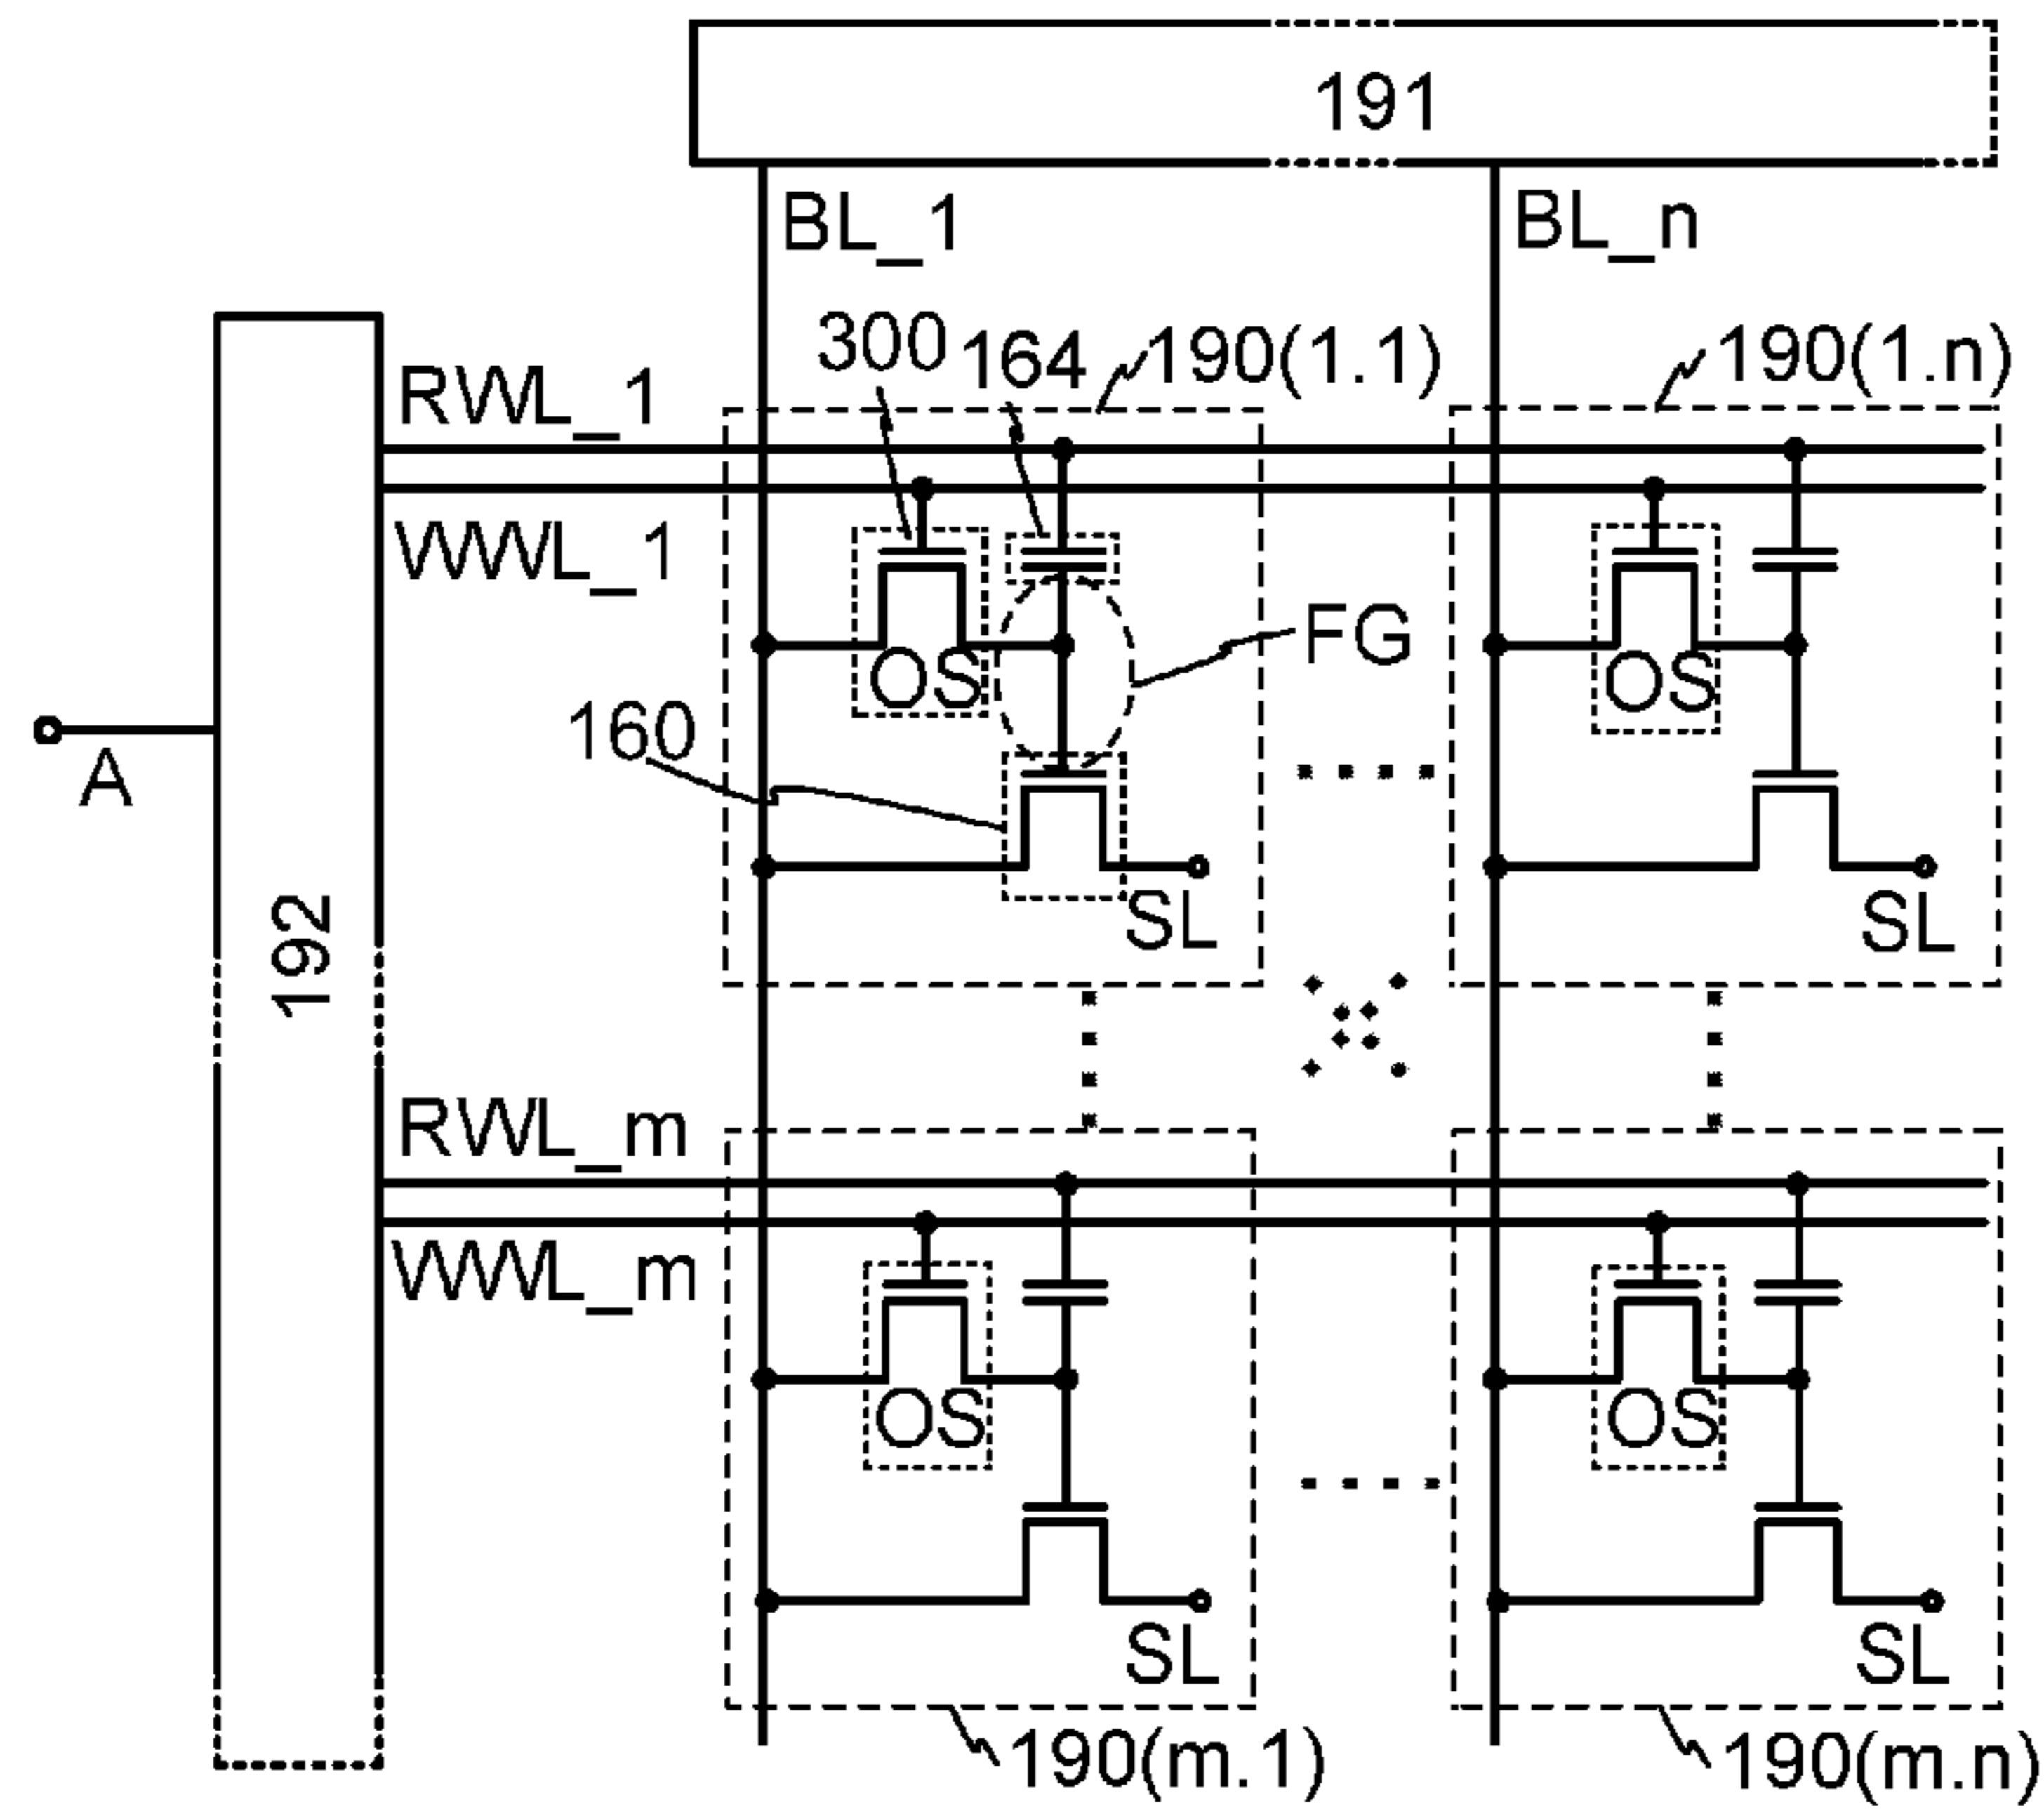 191
BL_1
BL_n
300
164
190(1.1)
190(1.n)
RWL_1
WWL_1
OS
FG
OS
160
A
SL
SL
192
RWL_m
WWL_m
OS
OS
SL
SL
190(m.1)
190(m.n)